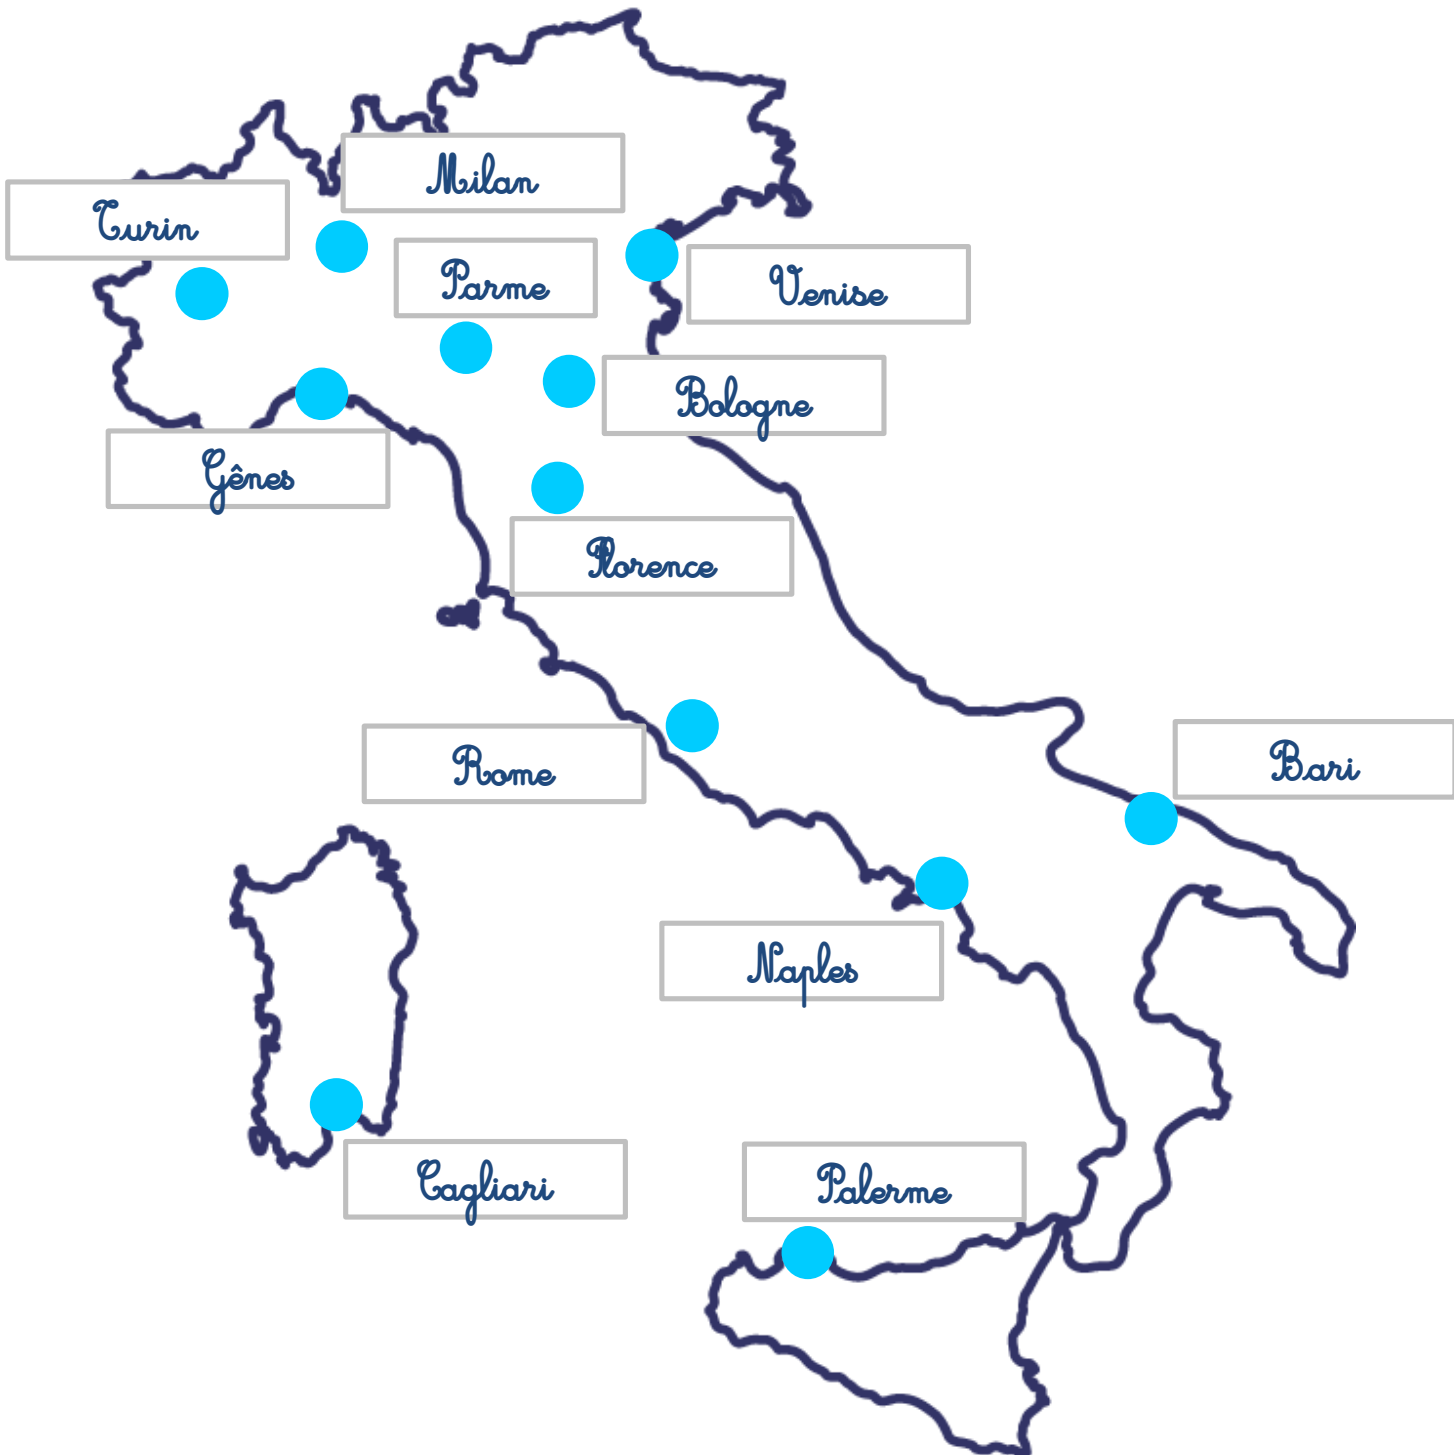 Milan
Turin
Parme
Venise
Bologne
Gênes
Florence
Rome
Bari
Naples
Cagliari
Palerme